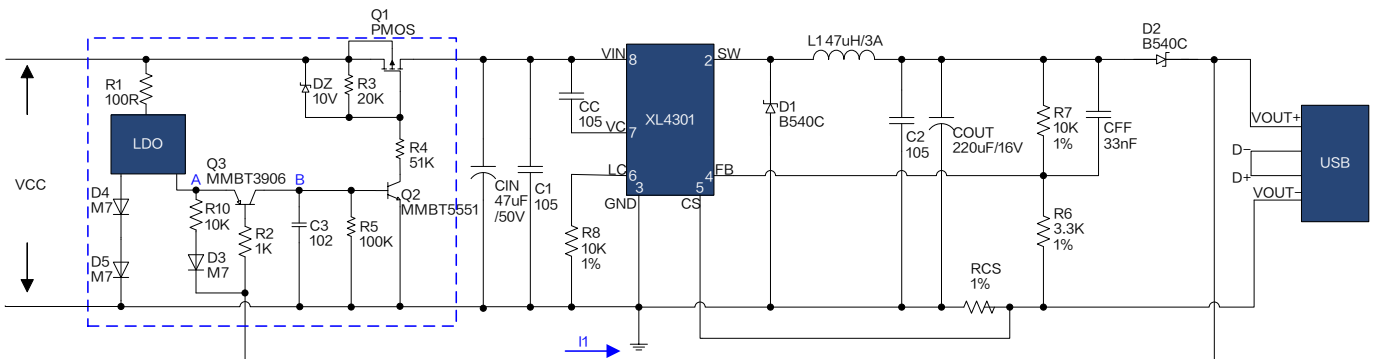 Q1
PMOS
R1
100R
DZ
10V
R3
20K
LDO
Q3
MMBT3906
A
B
R4
51K
Q2
MMBT5551
D4
M7
R10
10K
R2
1K
C3
102
R5
100K
D5
M7
D3
M7
VCC
CIN
47uF
/50V
C1
105
CC
105
VIN
8
2
SW
VC
7
XL4301
LC
6
4
FB
3
5
GND
CS
R8
10K
1%
I1
D1
B540C
L1 47uH/3A
C2
105
COUT
220uF/16V
R7
10K
1%
CFF
33nF
R6
3.3K
1%
RCS
1%
D2
B540C
VOUT+
D-
D+
VOUT-
USB